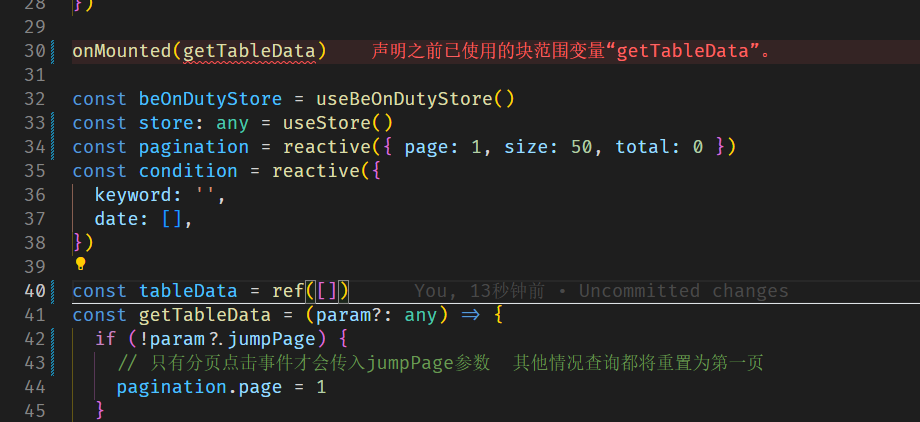 28 })
29
30 onMounted(getTableData) 声明之前已使用的块范围变量“getTableData”。
31
32 const beOnDutyStore = useBeOnDutyStore()
33 const store: any = useStore()
34 const pagination = reactive({ page: 1, size: 50, total: 0 })
35 const condition = reactive({
36 keyword: '',
37 date: [],
38 })
39
40 const tableData = ref([]) You, 13秒钟前 • Uncommitted changes
41 const getTableData = (param?: any) => {
42 if (!param?.jumpPage) {
43 // 只有分页点击事件才会传入jumpPage参数 其他情况查询都将重置为第一页
44 pagination.page = 1
45 }